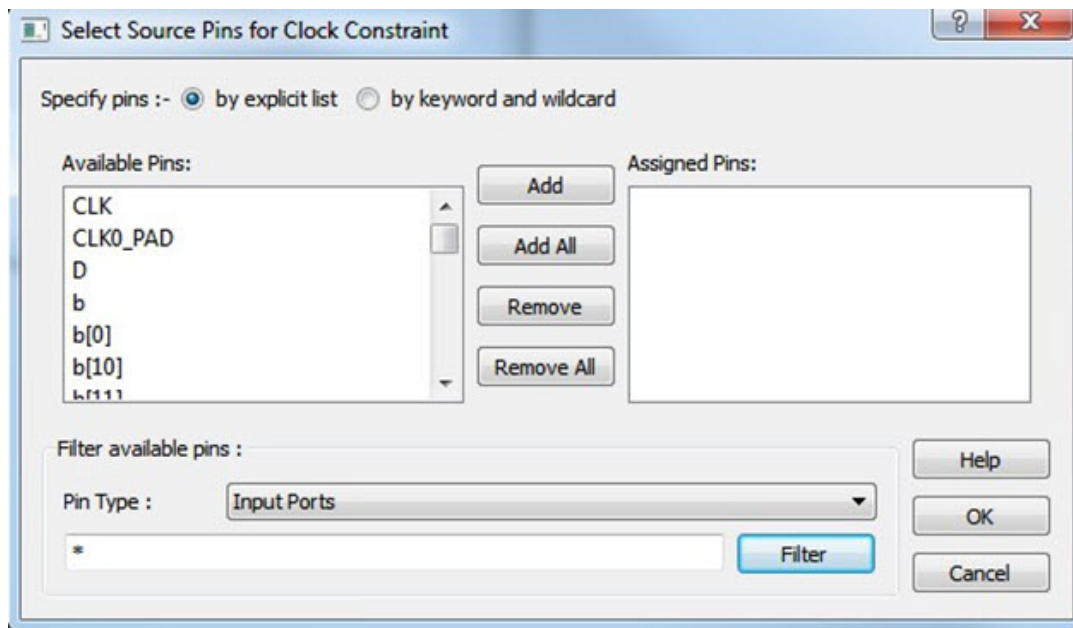 Select Source Pins for Clock Constraint
Specify pins :- by explicit list by keyword and wildcard
Available Pins:
CLK
CLK0_PAD
D
b
b[0]
b[10]
b[11]
Add
Add All
Remove
Remove All
Assigned Pins:
Filter available pins :
Pin Type : Input Ports
*
Filter
Help
OK
Cancel